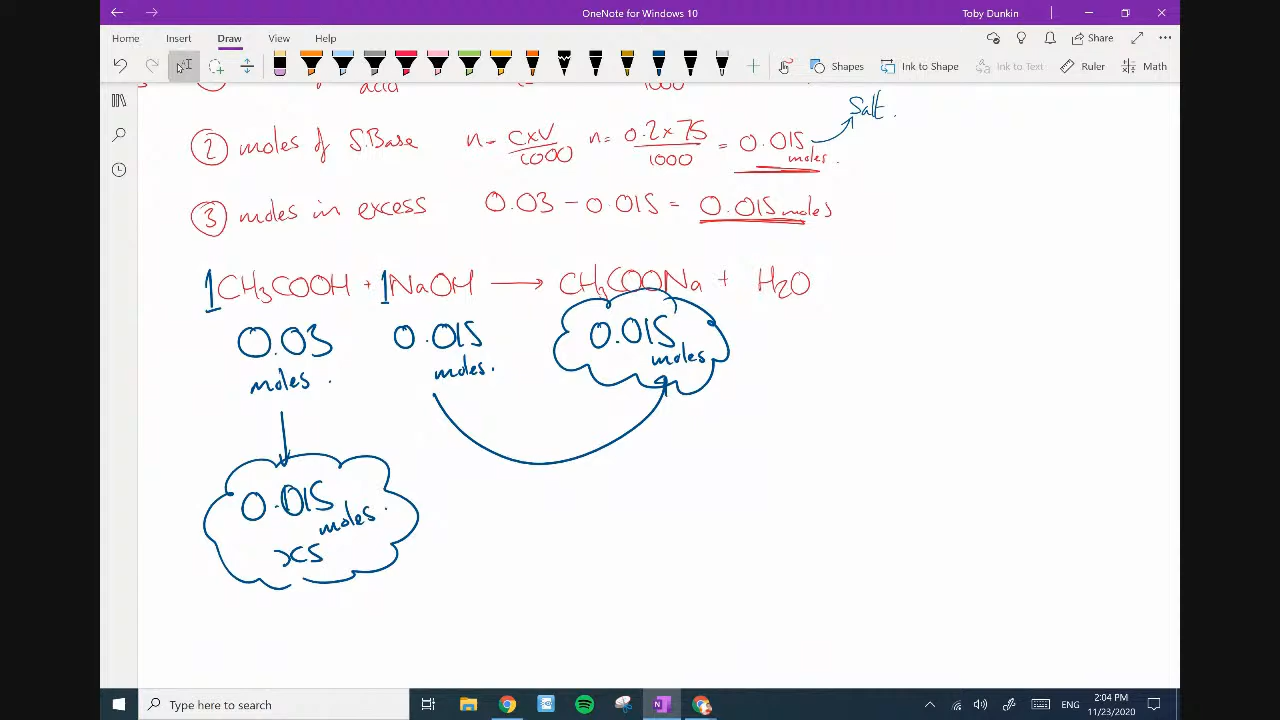 OneNote for Windows 10
Toby Dunkin
Home Insert Draw View Help
Share
Shapes Ink to Shape Ink to Text Ruler Math
acid 1000
Salt.
② moles of S.Base n= CxV/1000 n= 0.2 x 75/1000 = 0.015 moles.
③ moles in excess 0.03 - 0.015 = 0.015 moles
1CH3COOH + 1NaOH → CH3COONa + H2O
0.03 moles. 0.015 moles. 0.015 moles
0.015 moles.
xCS
Type here to search
ENG
2:04 PM
11/23/2020